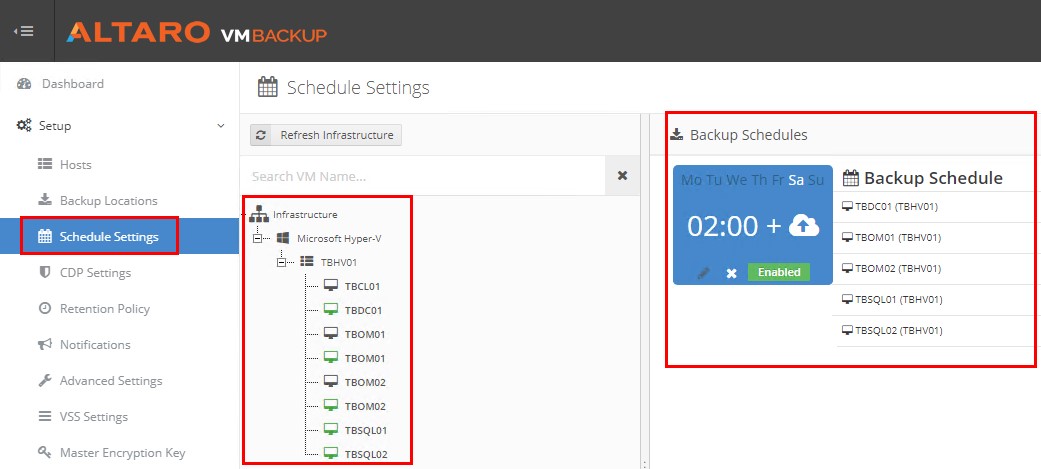 ALTARO VM BACKUP
Dashboard
Setup
Hosts
Backup Locations
Schedule Settings
CDP Settings
Retention Policy
Notifications
Advanced Settings
VSS Settings
Master Encryption Key
Schedule Settings
Refresh Infrastructure
Search VM Name...
Infrastructure
Microsoft Hyper-V
TBHV01
TBCL01
TBDC01
TBOM01
TBOM01
TBOM02
TBOM02
TBSQL01
TBSQL02
Backup Schedules
Mo Tu We Th Fr Sa Su
02:00 +
Enabled
Backup Schedule
TBDC01 (TBHV01)
TBOM01 (TBHV01)
TBOM02 (TBHV01)
TBSQL01 (TBHV01)
TBSQL02 (TBHV01)